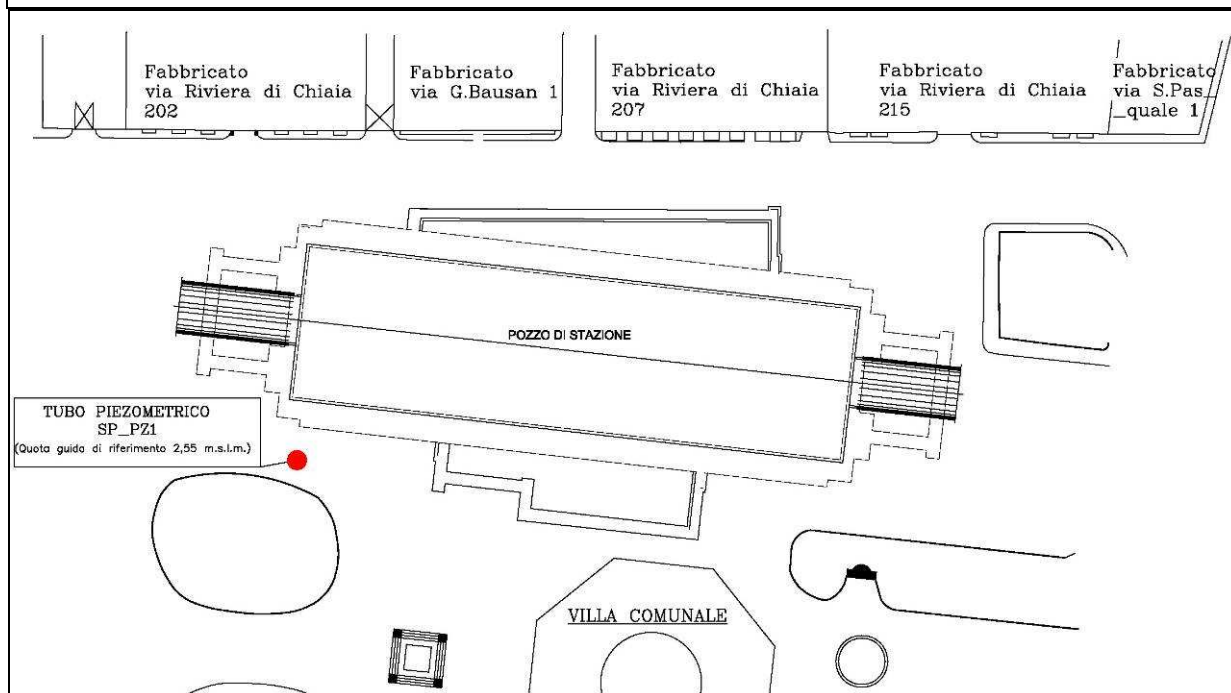 Fabbricato
via Riviera di Chiaia
202
Fabbricato
via G.Bausan 1
Fabbricato
via Riviera di Chiaia
207
Fabbricato
via Riviera di Chiaia
215
Fabbricato
via S.Pas_
_quale 1
POZZO DI STAZIONE
TUBO PIEZOMETRICO
SP_PZ1
(Quota guida di riferimento 2,55 m.s.l.m.)
VILLA COMUNALE